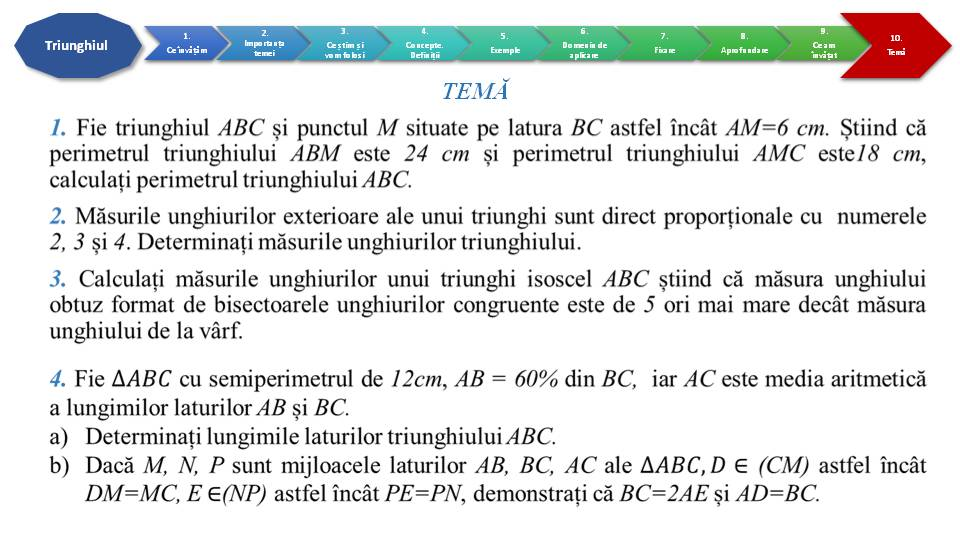 Triunghiul
1.
Ce învățăm
2.
Importanța
temei
3.
Ce știm și
vom folosi
4.
Concepte.
Definiții
5.
Exemple
6.
Domenii de
aplicare
7.
Fixare
8.
Aprofundare
9.
Ce am
învățat
10.
Temă
TEMĂ
1. Fie triunghiul ABC și punctul M situate pe latura BC astfel încât AM=6 cm. Știind că
perimetrul triunghiului ABM este 24 cm și perimetrul triunghiului AMC este18 cm,
calculați perimetrul triunghiului ABC.
2. Măsurile unghiurilor exterioare ale unui triunghi sunt direct proporționale cu numerele
2, 3 și 4. Determinați măsurile unghiurilor triunghiului.
3. Calculați măsurile unghiurilor unui triunghi isoscel ABC știind că măsura unghiului
obtuz format de bisectoarele unghiurilor congruente este de 5 ori mai mare decât măsura
unghiului de la vârf.
4. Fie ΔABC cu semiperimetrul de 12cm, AB = 60% din BC, iar AC este media aritmetică
a lungimilor laturilor AB și BC.
a) Determinați lungimile laturilor triunghiului ABC.
b) Dacă M, N, P sunt mijloacele laturilor AB, BC, AC ale ΔABC, D ∈ (CM) astfel încât
DM=MC, E ∈(NP) astfel încât PE=PN, demonstrați că BC=2AE și AD=BC.